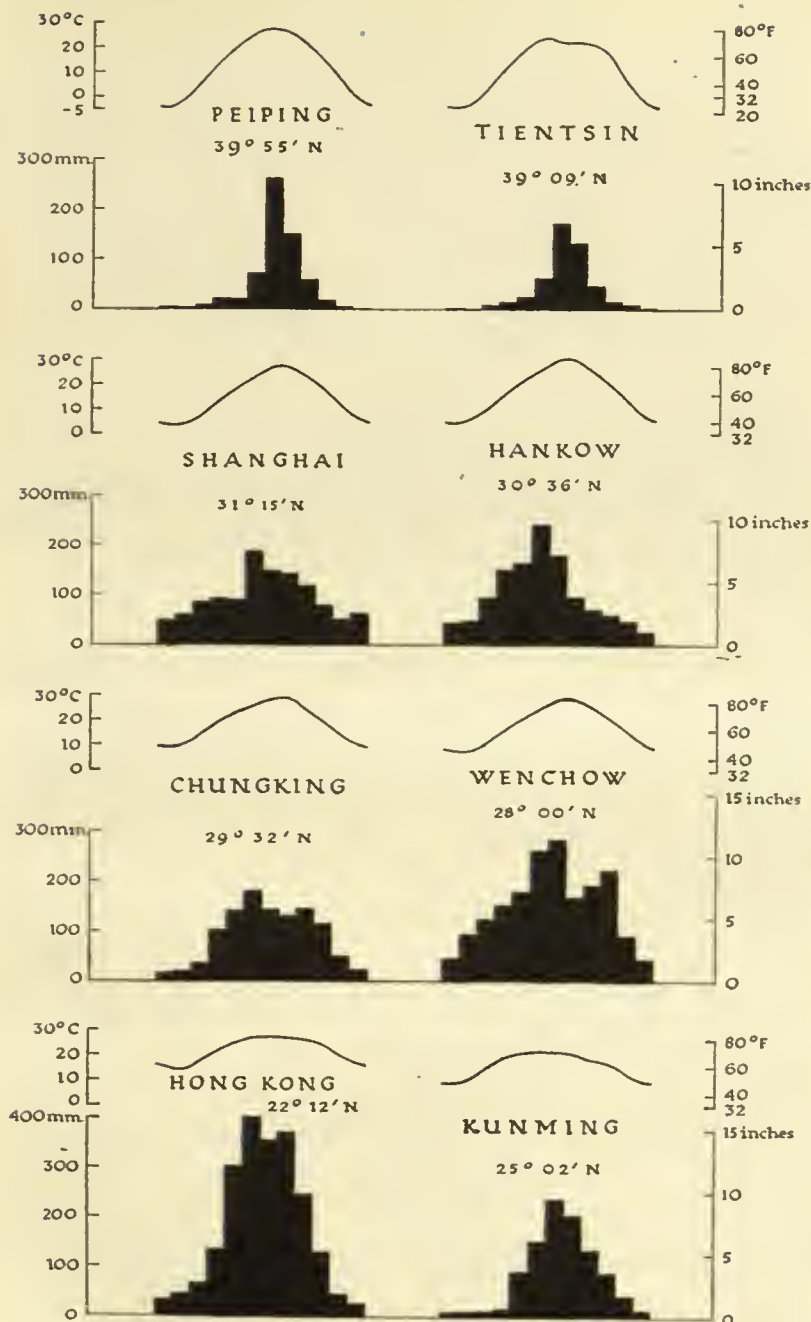 30°C
20
10
-5
80°F
60
40
32
20
PEIPING
39° 55' N
TIENTSIN
39° 09.' N
300mm
200
100
0
10 inches
5
0
30°C
20
10
0
80°F
60
40
32
SHANGHAI
31° 15' N
HANKOW
30° 36' N
300mm
200
100
0
10 inches
5
0
30°C
20
10
0
80°F
60
40
32
CHUNGKING
29° 32' N
WENCHOW
28° 00' N
300mm
200
100
0
15 inches
10
5
0
30°C
20
10
0
80°F
60
40
32
HONG KONG
22° 12' N
KUNMING
25° 02' N
400mm
300
200
100
0
15 inches
10
5
0